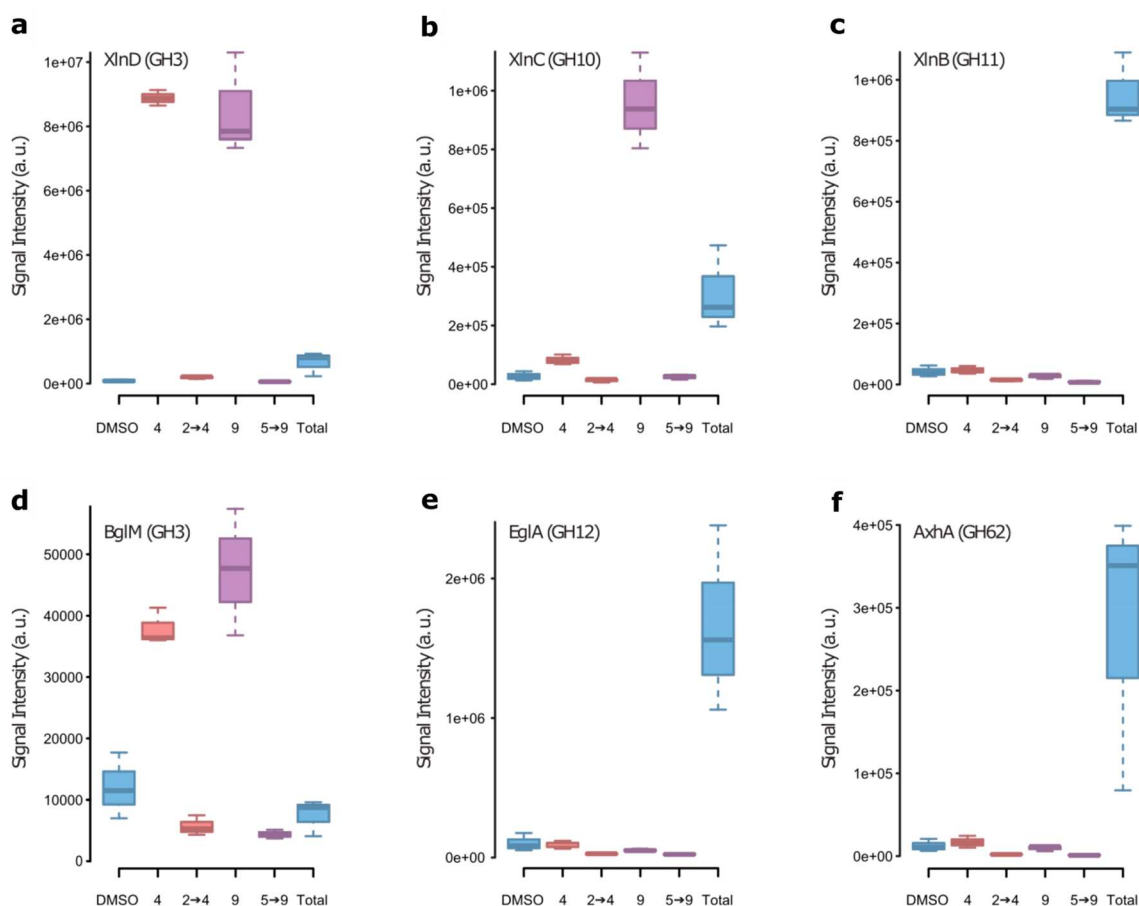 a
XlnD (GH3)
Signal Intensity (a. u.)
1e+07
8e+06
6e+06
4e+06
2e+06
0e+00
DMSO 4 2→4 9 5→9 Total
b
XlnC (GH10)
Signal Intensity (a. u.)
1e+06
8e+05
6e+05
4e+05
2e+05
0e+00
DMSO 4 2→4 9 5→9 Total
c
XlnB (GH11)
Signal Intensity (a. u.)
1e+06
8e+05
6e+05
4e+05
2e+05
0e+00
DMSO 4 2→4 9 5→9 Total
d
BglM (GH3)
Signal Intensity (a. u.)
50000
40000
30000
20000
10000
0
DMSO 4 2→4 9 5→9 Total
e
EglA (GH12)
Signal Intensity (a. u.)
2e+06
1e+06
0e+00
DMSO 4 2→4 9 5→9 Total
f
AxhA (GH62)
Signal Intensity (a. u.)
4e+05
3e+05
2e+05
1e+05
0e+00
DMSO 4 2→4 9 5→9 Total